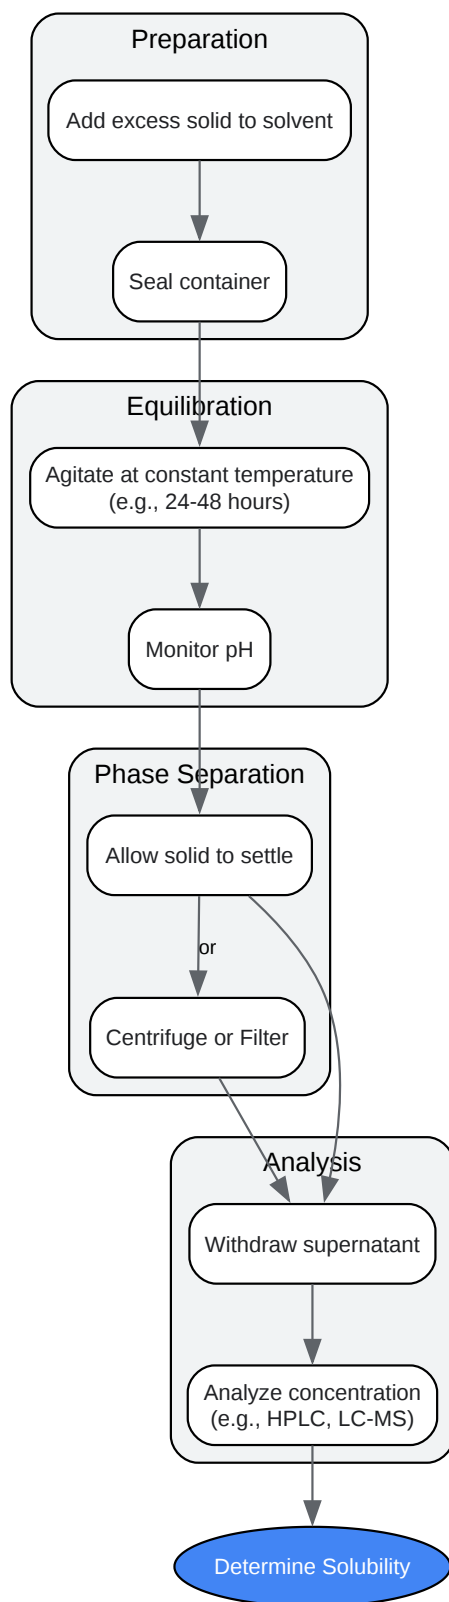 Preparation
Add excess solid to solvent
Seal container
Equilibration
Agitate at constant temperature
(e.g., 24-48 hours)
Monitor pH
Phase Separation
Allow solid to settle
or
Centrifuge or Filter
Analysis
Withdraw supernatant
Analyze concentration
(e.g., HPLC, LC-MS)
Determine Solubility